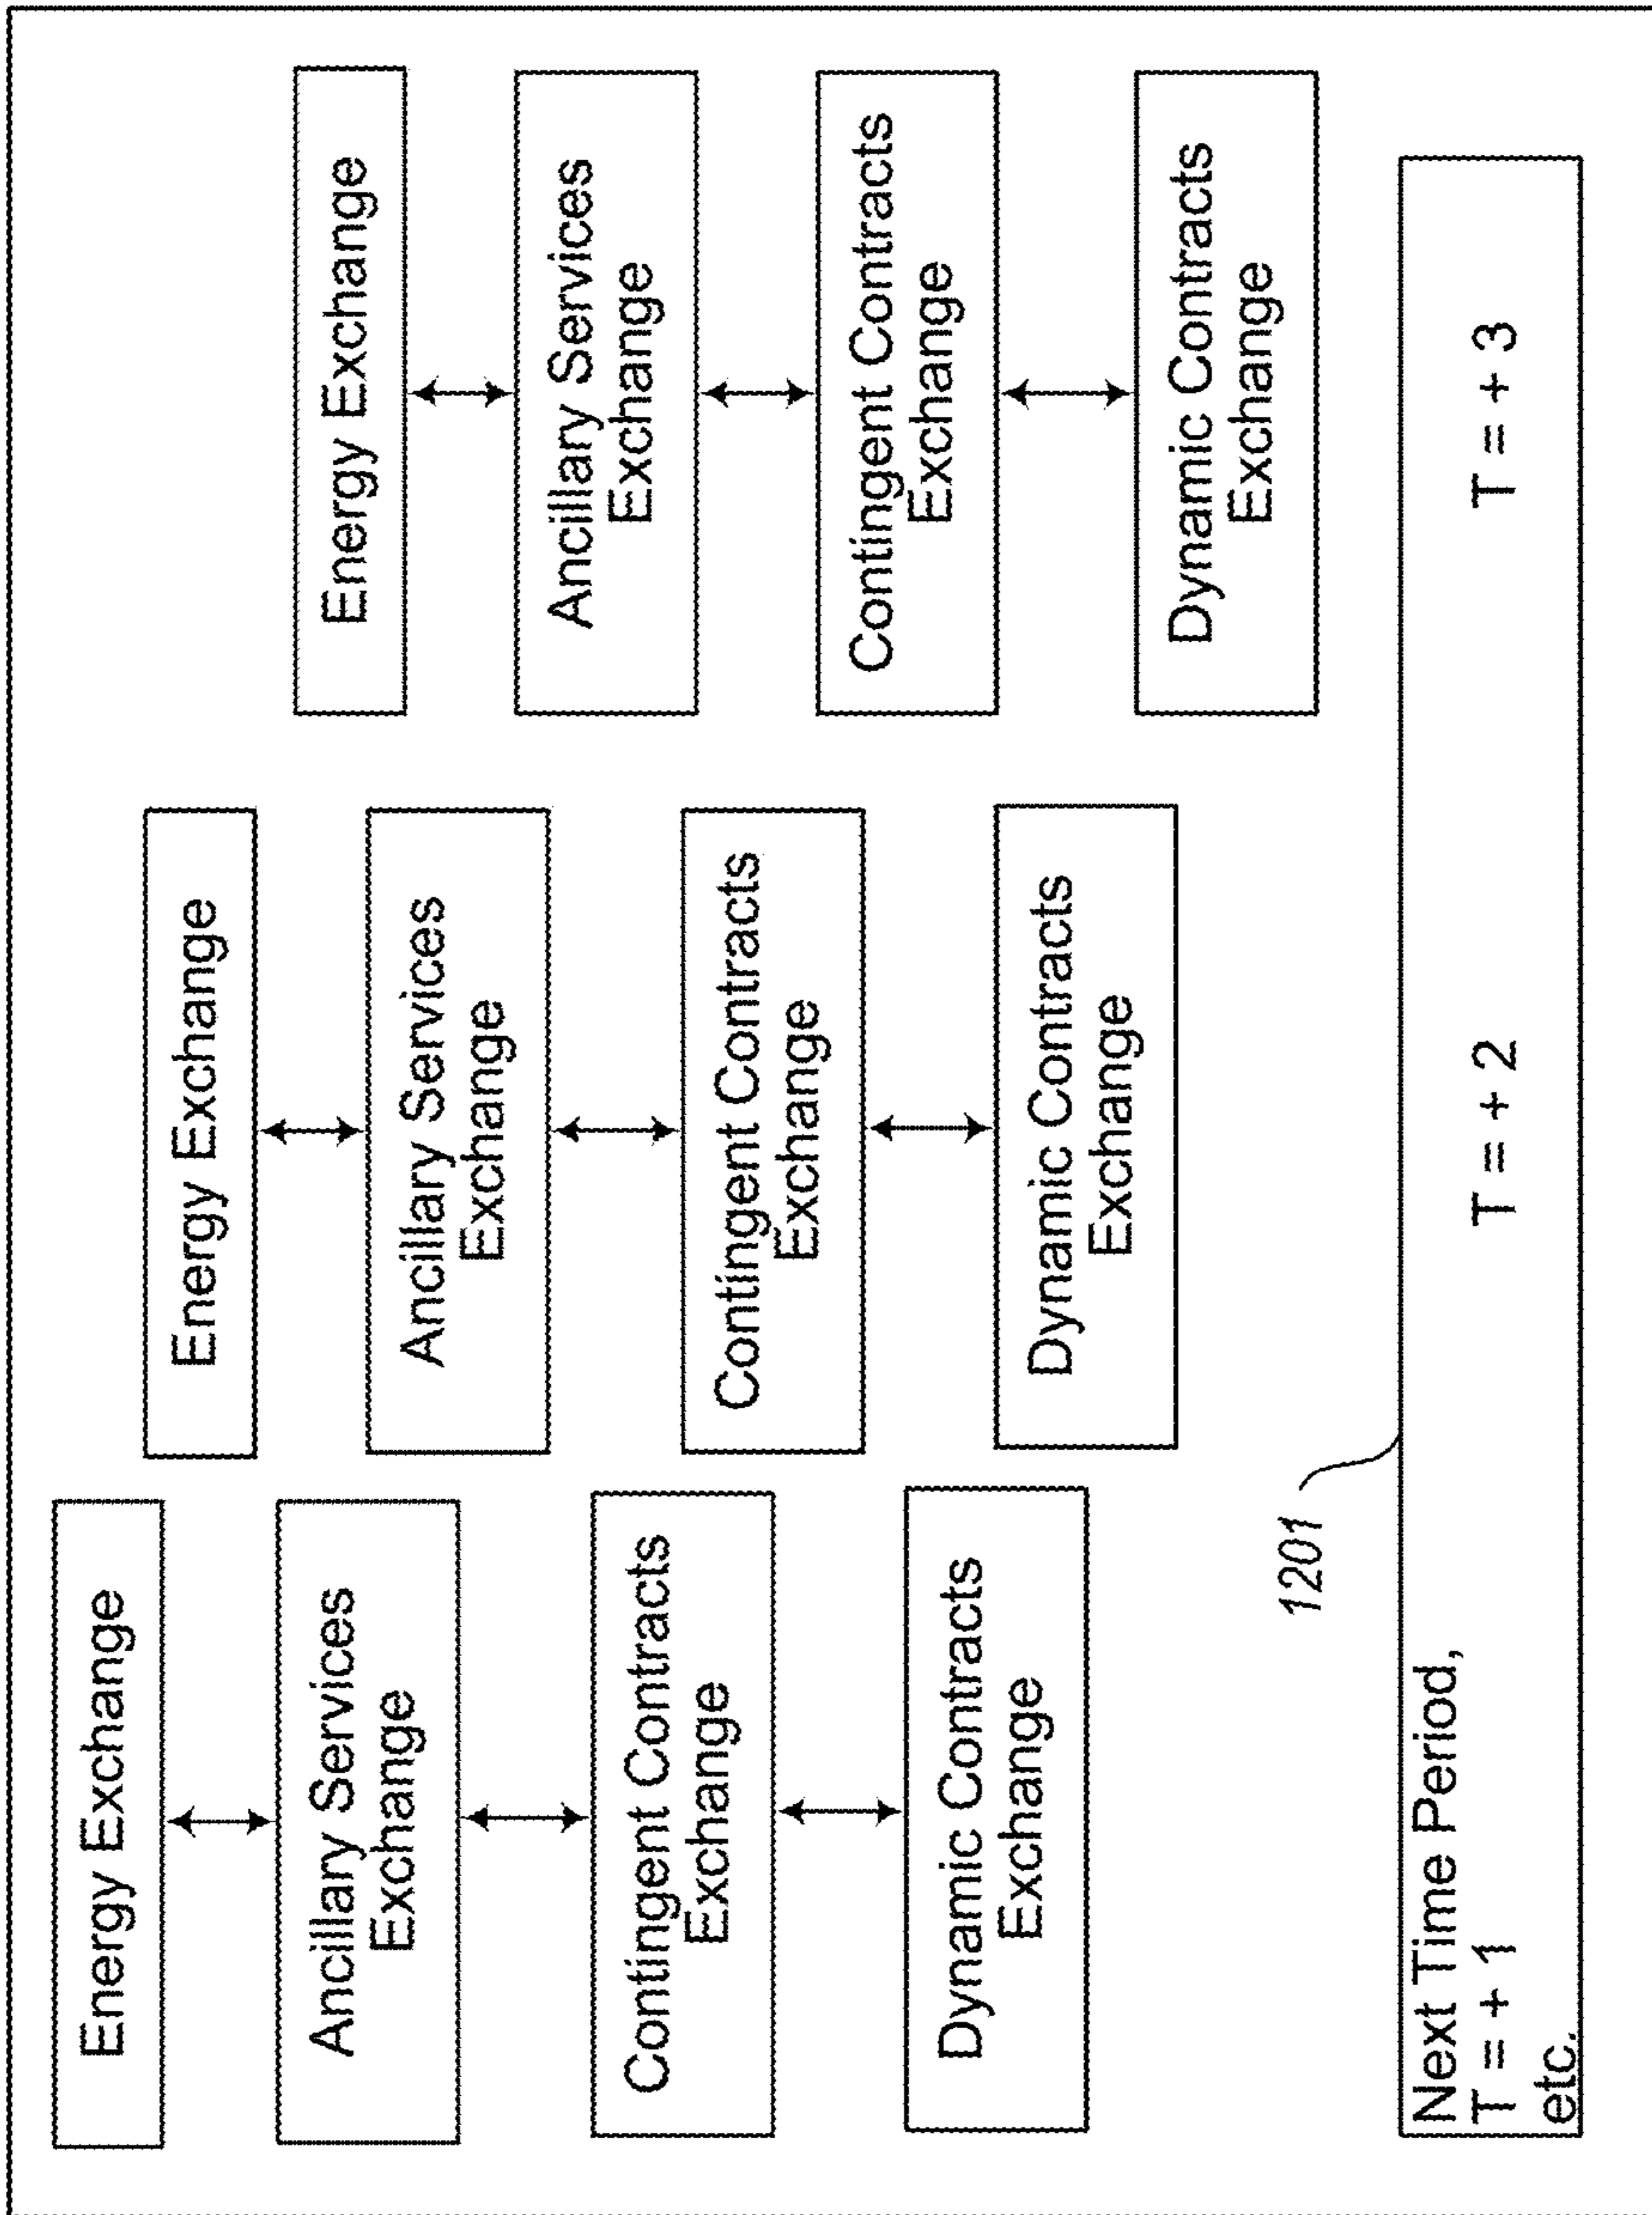 Energy Exchange
Ancillary Services
Exchange
Contingent Contracts
Exchange
Dynamic Contracts
Exchange
Energy Exchange
Ancillary Services
Exchange
Contingent Contracts
Exchange
Dynamic Contracts
Exchange
Energy Exchange
Ancillary Services
Exchange
Contingent Contracts
Exchange
Dynamic Contracts
Exchange
1201
Next Time Period,
T = + 1 T = + 2 T = + 3
etc.